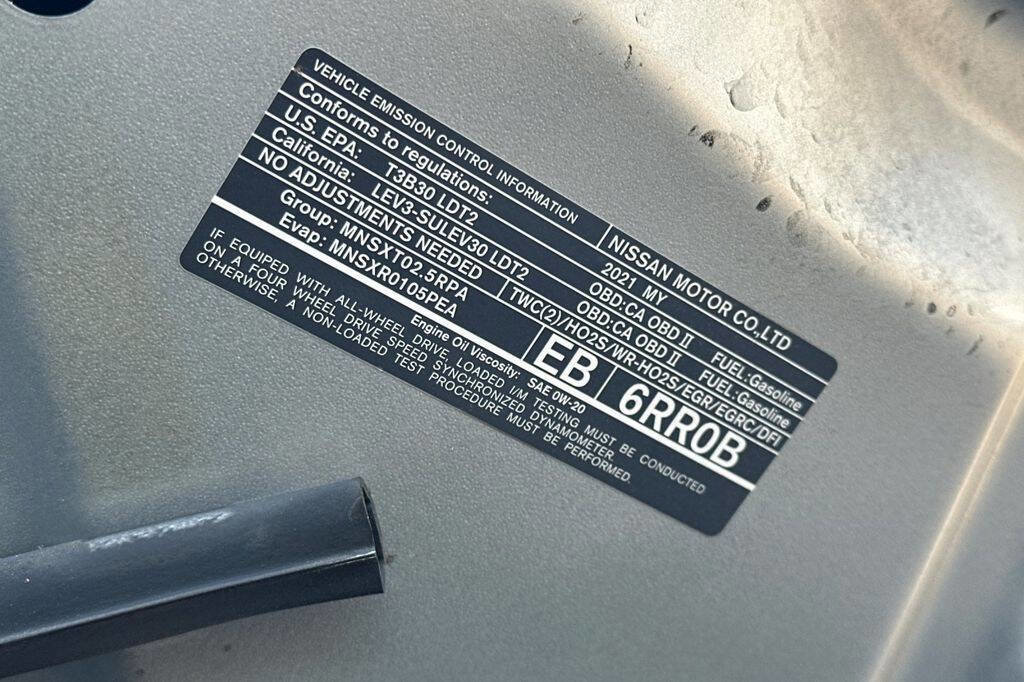 VEHICLE EMISSION CONTROL INFORMATION NISSAN MOTOR CO.,LTD
Conforms to regulations: 2021 MY
U.S. EPA: T3B30 LDT2 OBD:CA OBD II FUEL:Gasoline
California: LEV3-SULEV30 LDT2 OBD:CA OBD II FUEL:Gasoline
NO ADJUSTMENTS NEEDED TWC(2)/HO2S/WR-HO2S/EGR/EGRC/DFI
Group: MNSXT02.5RPA
Evap: MNSXR0105PEA
EB 6RR0B
Engine Oil Viscosity: SAE 0W-20
IF EQUIPED WITH ALL-WHEEL DRIVE, LOADED I/M TESTING MUST BE CONDUCTED
ON A FOUR WHEEL DRIVE SPEED SYNCHRONIZED DYNAMOMETER.
OTHERWISE, A NON-LOADED TEST PROCEDURE MUST BE PERFORMED.